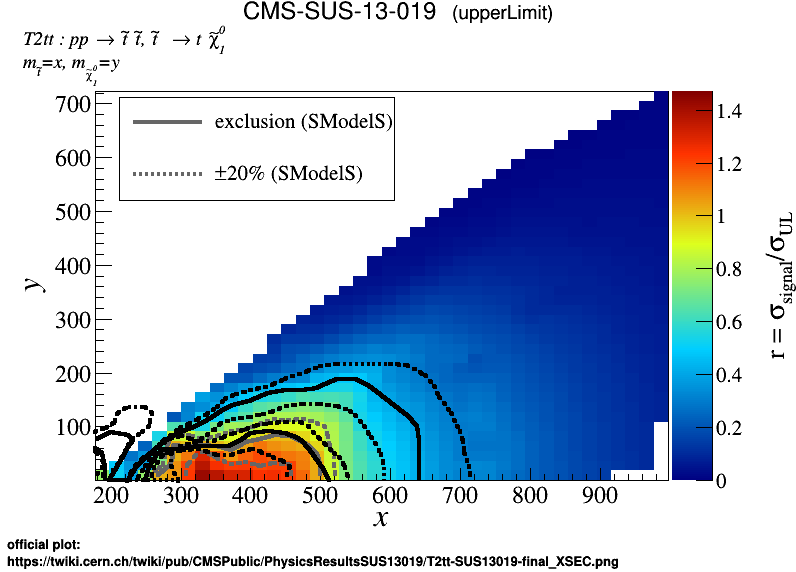 CMS-SUS-13-019 (upperLimit)
T2tt : pp → t̃ t̃, t̃ → t χ̃₁⁰
m_t̃=x, m_χ̃₁⁰=y
exclusion (SModelS)
±20% (SModelS)
700
600
500
400
300
200
100
y
200 300 400 500 600 700 800 900
x
1.4
1.2
1
0.8
0.6
0.4
0.2
0
r = σ_signal/σ_UL
official plot:
https://twiki.cern.ch/twiki/pub/CMSPublic/PhysicsResultsSUS13019/T2tt-SUS13019-final_XSEC.png